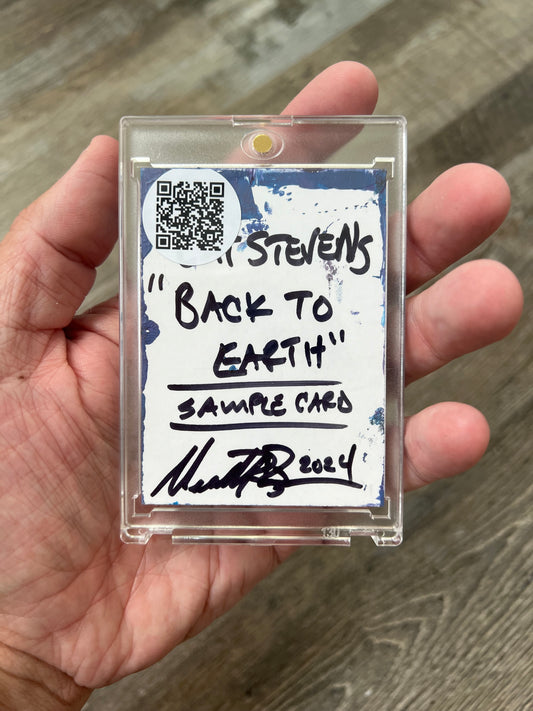 STEVENS
"BACK TO
EARTH"
SAMPLE CARD
2024